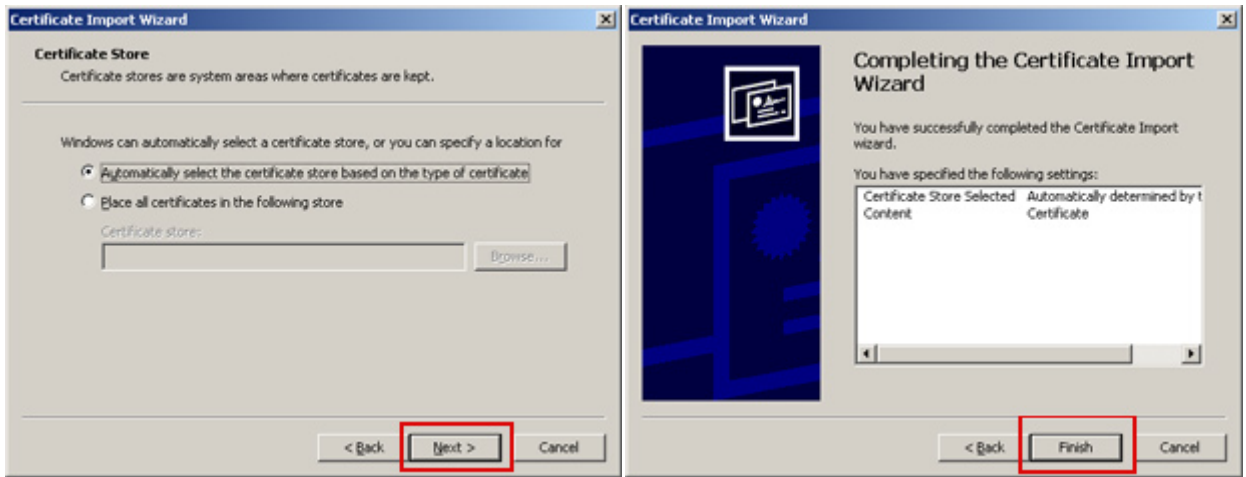 Certificate Import Wizard
Certificate Store
Certificate stores are system areas where certificates are kept.
Windows can automatically select a certificate store, or you can specify a location for
Automatically select the certificate store based on the type of certificate
Place all certificates in the following store
Certificate store:
Browse...
< Back Next > Cancel
Certificate Import Wizard
Completing the Certificate Import
Wizard
You have successfully completed the Certificate Import
wizard.
You have specified the following settings:
Certificate Store Selected Automatically determined by t
Content Certificate
< Back Finish Cancel